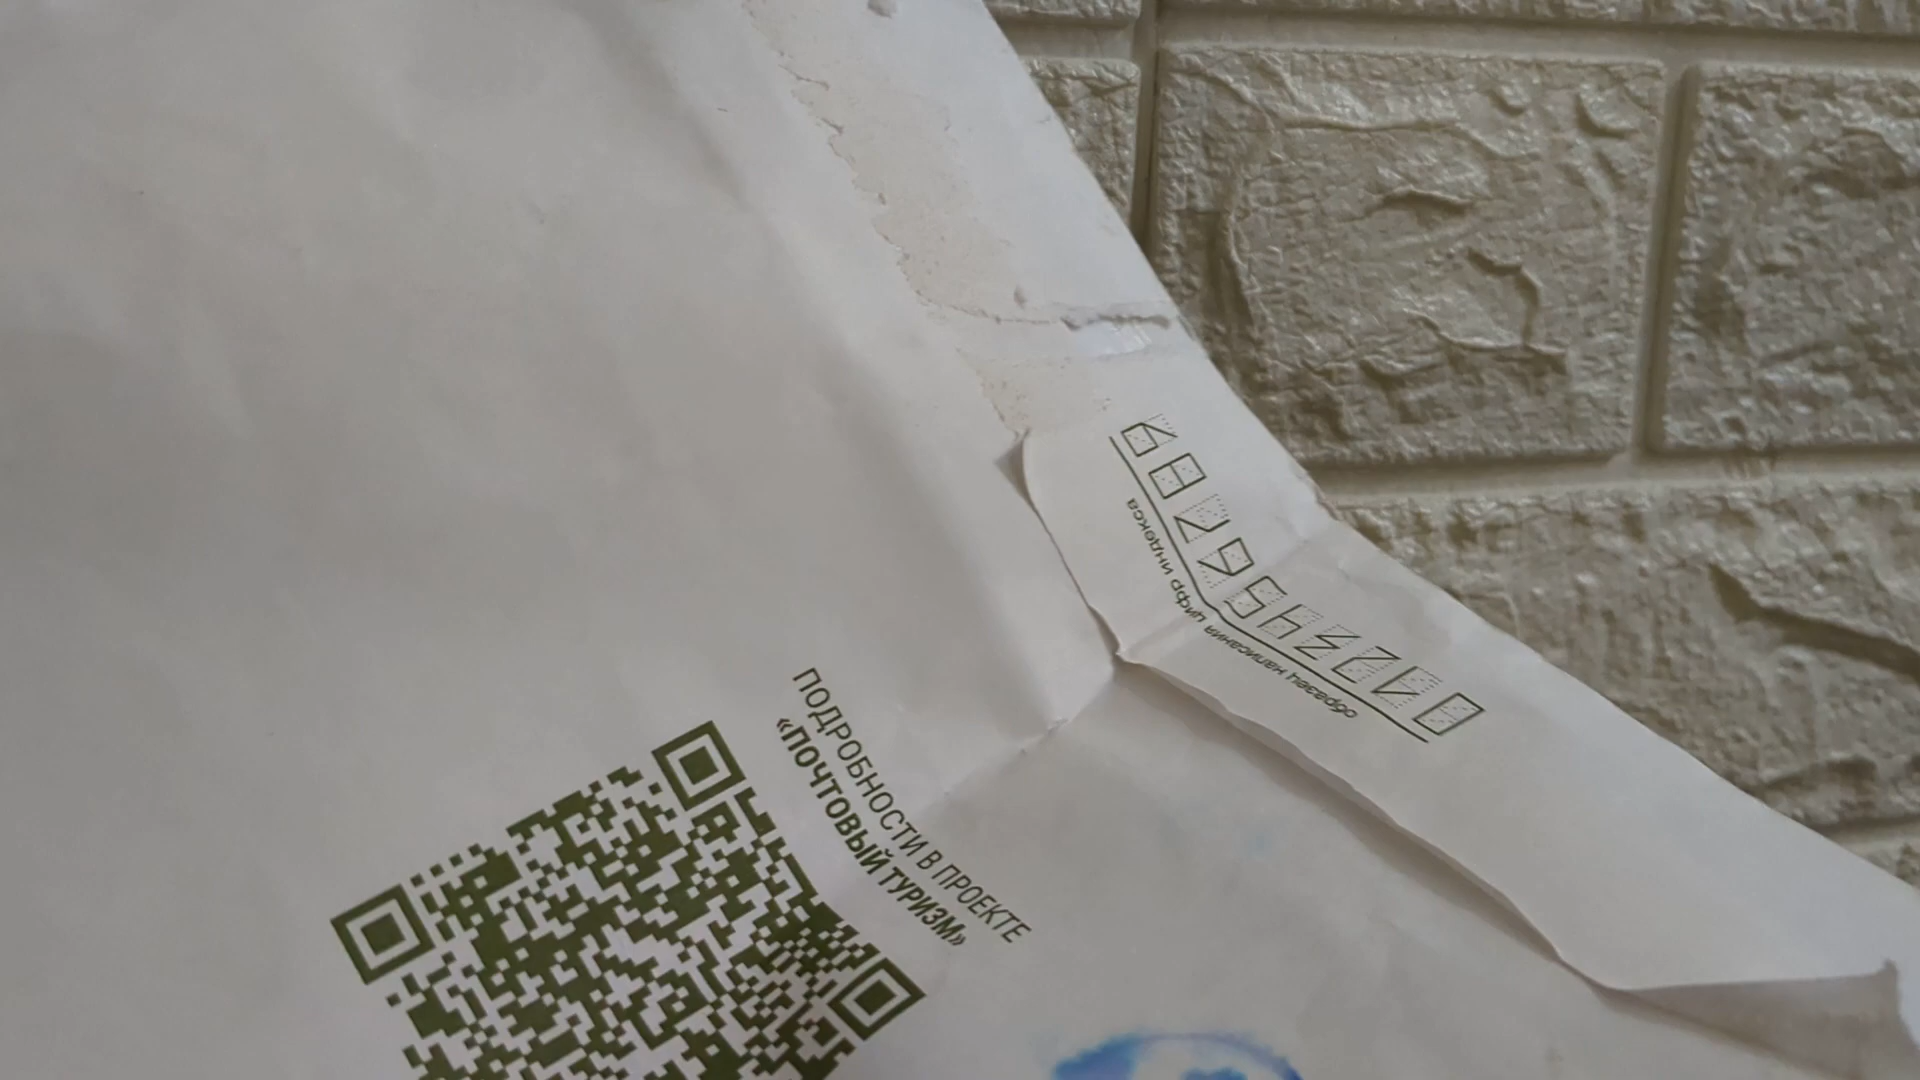 ПОДРОБНОСТИ В ПРОЕКТЕ
«ПОЧТОВЫЙ ТУРИЗМ»
образец написания цифр индекса
0123456789